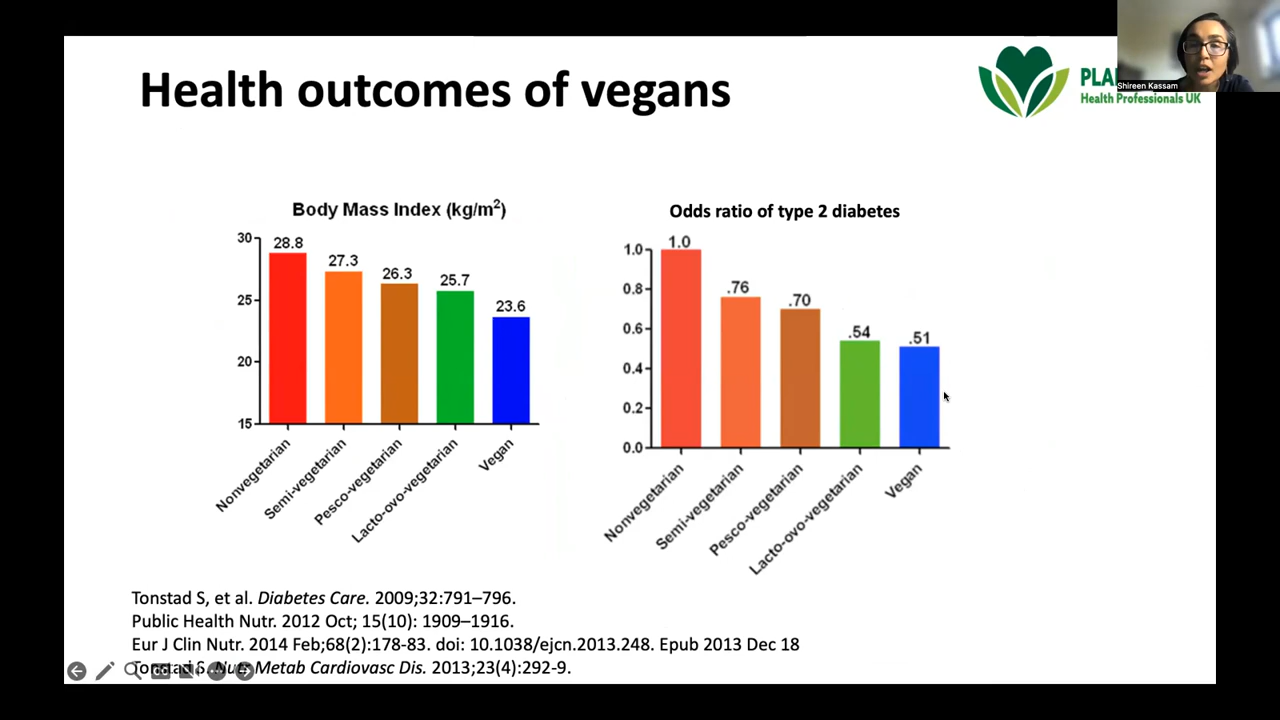 Health outcomes of vegans
PLA
Health Professionals UK
Shireen Kassam
Body Mass Index (kg/m²)
30
25
20
15
28.8
27.3
26.3
25.7
23.6
Nonvegetarian
Semi-vegetarian
Pesco-vegetarian
Lacto-ovo-vegetarian
Vegan
Odds ratio of type 2 diabetes
1.0
0.8
0.6
0.4
0.2
0.0
1.0
.76
.70
.54
.51
Nonvegetarian
Semi-vegetarian
Pesco-vegetarian
Lacto-ovo-vegetarian
Vegan
Tonstad S, et al. Diabetes Care. 2009;32:791–796.
Public Health Nutr. 2012 Oct; 15(10): 1909–1916.
Eur J Clin Nutr. 2014 Feb;68(2):178-83. doi: 10.1038/ejcn.2013.248. Epub 2013 Dec 18
Tonstad S. Nutr Metab Cardiovasc Dis. 2013;23(4):292-9.